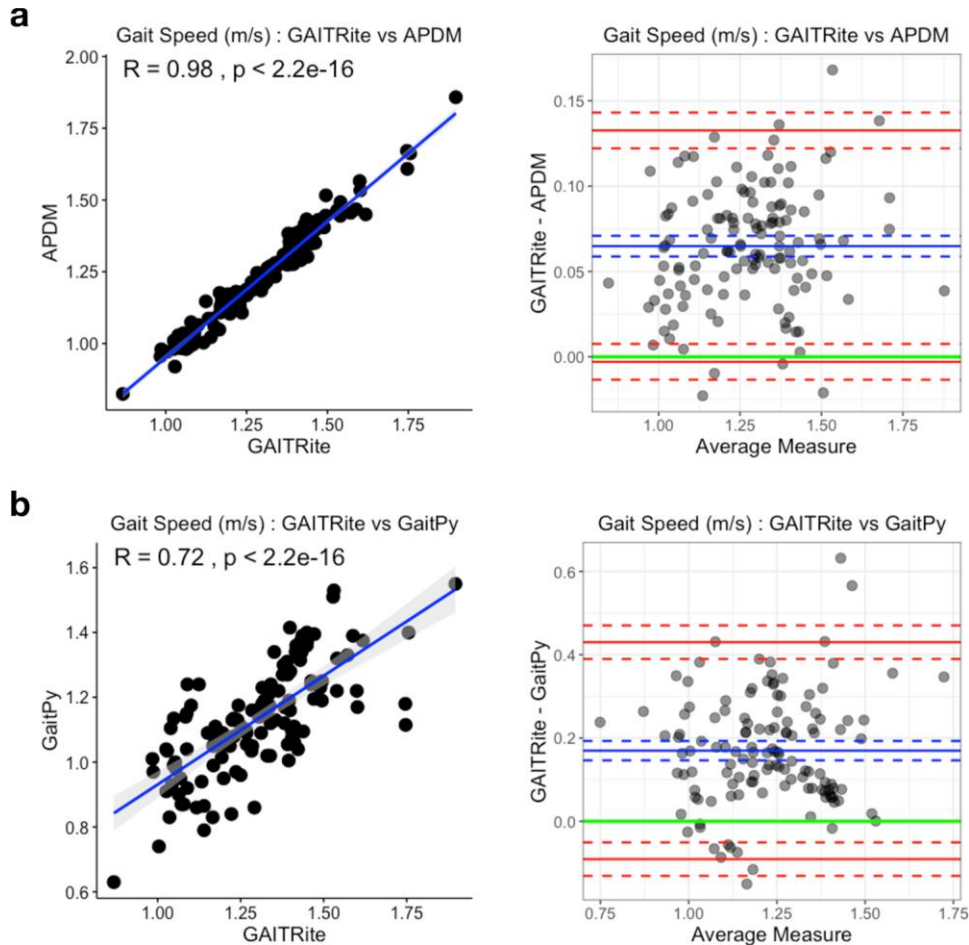 a
Gait Speed (m/s) : GAITRite vs APDM
R = 0.98 , p < 2.2e-16
2.00
1.75
1.50
1.25
1.00
APDM
1.00
1.25
1.50
1.75
GAITRite
Gait Speed (m/s) : GAITRite vs APDM
0.15
0.10
0.05
0.00
GAITRite - APDM
1.00
1.25
1.50
1.75
Average Measure
b
Gait Speed (m/s) : GAITRite vs GaitPy
R = 0.72 , p < 2.2e-16
1.6
1.4
1.2
1.0
0.8
0.6
GaitPy
1.00
1.25
1.50
1.75
GAITRite
Gait Speed (m/s) : GAITRite vs GaitPy
0.6
0.4
0.2
0.0
GAITRite - GaitPy
0.75
1.00
1.25
1.50
1.75
Average Measure